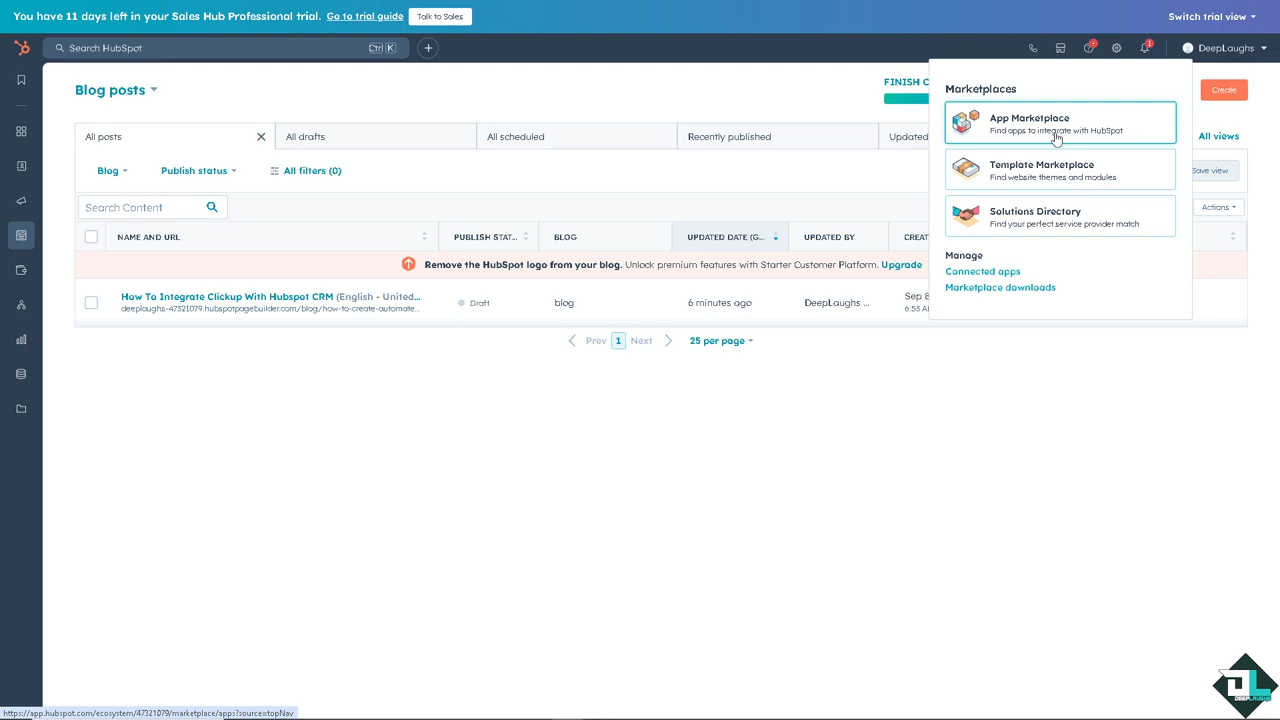 You have 11 days left in your Sales Hub Professional trial. Go to trial guide Talk to Sales Switch trial view
Search HubSpot Ctrl K DeepLaughs
Blog posts FINISH C Create
Marketplaces
App Marketplace
Find apps to integrate with HubSpot
Template Marketplace
Find website themes and modules
Solutions Directory
Find your perfect service provider match
Manage
Connected apps
Marketplace downloads
All posts All drafts All scheduled Recently published Updated All views
Blog Publish status All filters (0) Save view
Search Content Actions
NAME AND URL PUBLISH STAT... BLOG UPDATED DATE (G... UPDATED BY CREAT
Remove the HubSpot logo from your blog. Unlock premium features with Starter Customer Platform. Upgrade
How To Integrate Clickup With Hubspot CRM (English - United...
deeplaughs-47321079.hubspotpagebuilder.com/blog/how-to-create-automate...
Draft blog 6 minutes ago DeepLaughs ... Sep 8
6:53 AM
Prev 1 Next 25 per page
https://app.hubspot.com/ecosystem/47321079/marketplace/apps?source=topNav